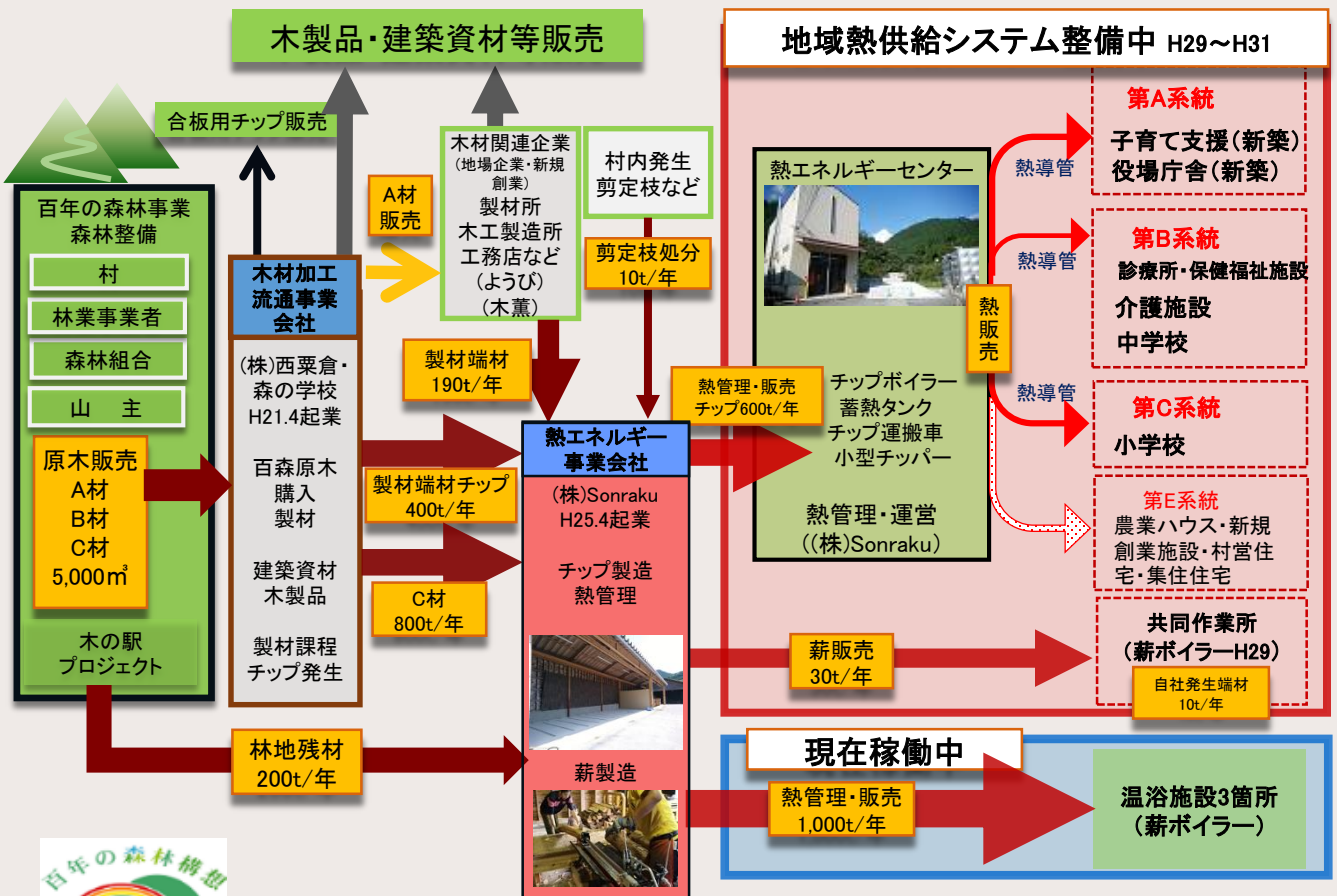 木製品・建築資材等販売
合板用チップ販売
百年の森林事業
森林整備
村
林業事業者
森林組合
山　主
原木販売
A材
B材
C材
5,000㎥
木の駅
プロジェクト
木材加工
流通事業
会社
(株)西粟倉・
森の学校
H21.4起業
百森原木
購入
製材
建築資材
木製品
製材課程
チップ発生
A材
販売
木材関連企業
(地場企業・新規
創業)
製材所
木工製造所
工務店など
(ようび)
(木薫)
村内発生
剪定枝など
剪定枝処分
10t/年
製材端材
190t/年
製材端材チップ
400t/年
C材
800t/年
林地残材
200t/年
熱エネルギー
事業会社
(株)Sonraku
H25.4起業
チップ製造
熱管理
薪製造
熱管理・販売
チップ600t/年
地域熱供給システム整備中 H29～H31
熱エネルギーセンター
チップボイラー
蓄熱タンク
チップ運搬車
小型チッパー
熱管理・運営
((株)Sonraku)
熱販売
熱導管
熱導管
熱導管
第A系統
子育て支援(新築)
役場庁舎(新築)
第B系統
診療所・保健福祉施設
介護施設
中学校
第C系統
小学校
第E系統
農業ハウス・新規
創業施設・村営住
宅・集住住宅
共同作業所
(薪ボイラーH29)
自社発生端材
10t/年
薪販売
30t/年
現在稼働中
熱管理・販売
1,000t/年
温浴施設3箇所
(薪ボイラー)
百年の森林構想